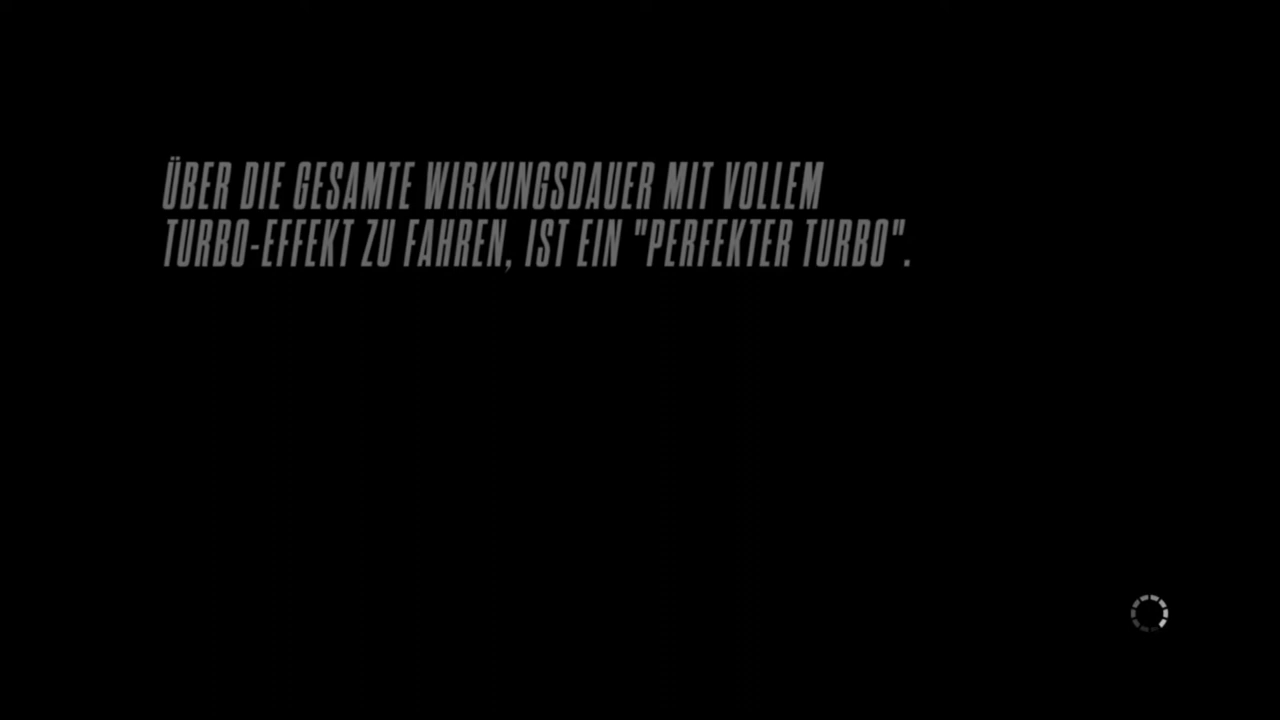 ÜBER DIE GESAMTE WIRKUNGSDAUER MIT VOLLEM
TURBO-EFFEKT ZU FAHREN, IST EIN "PERFEKTER TURBO".